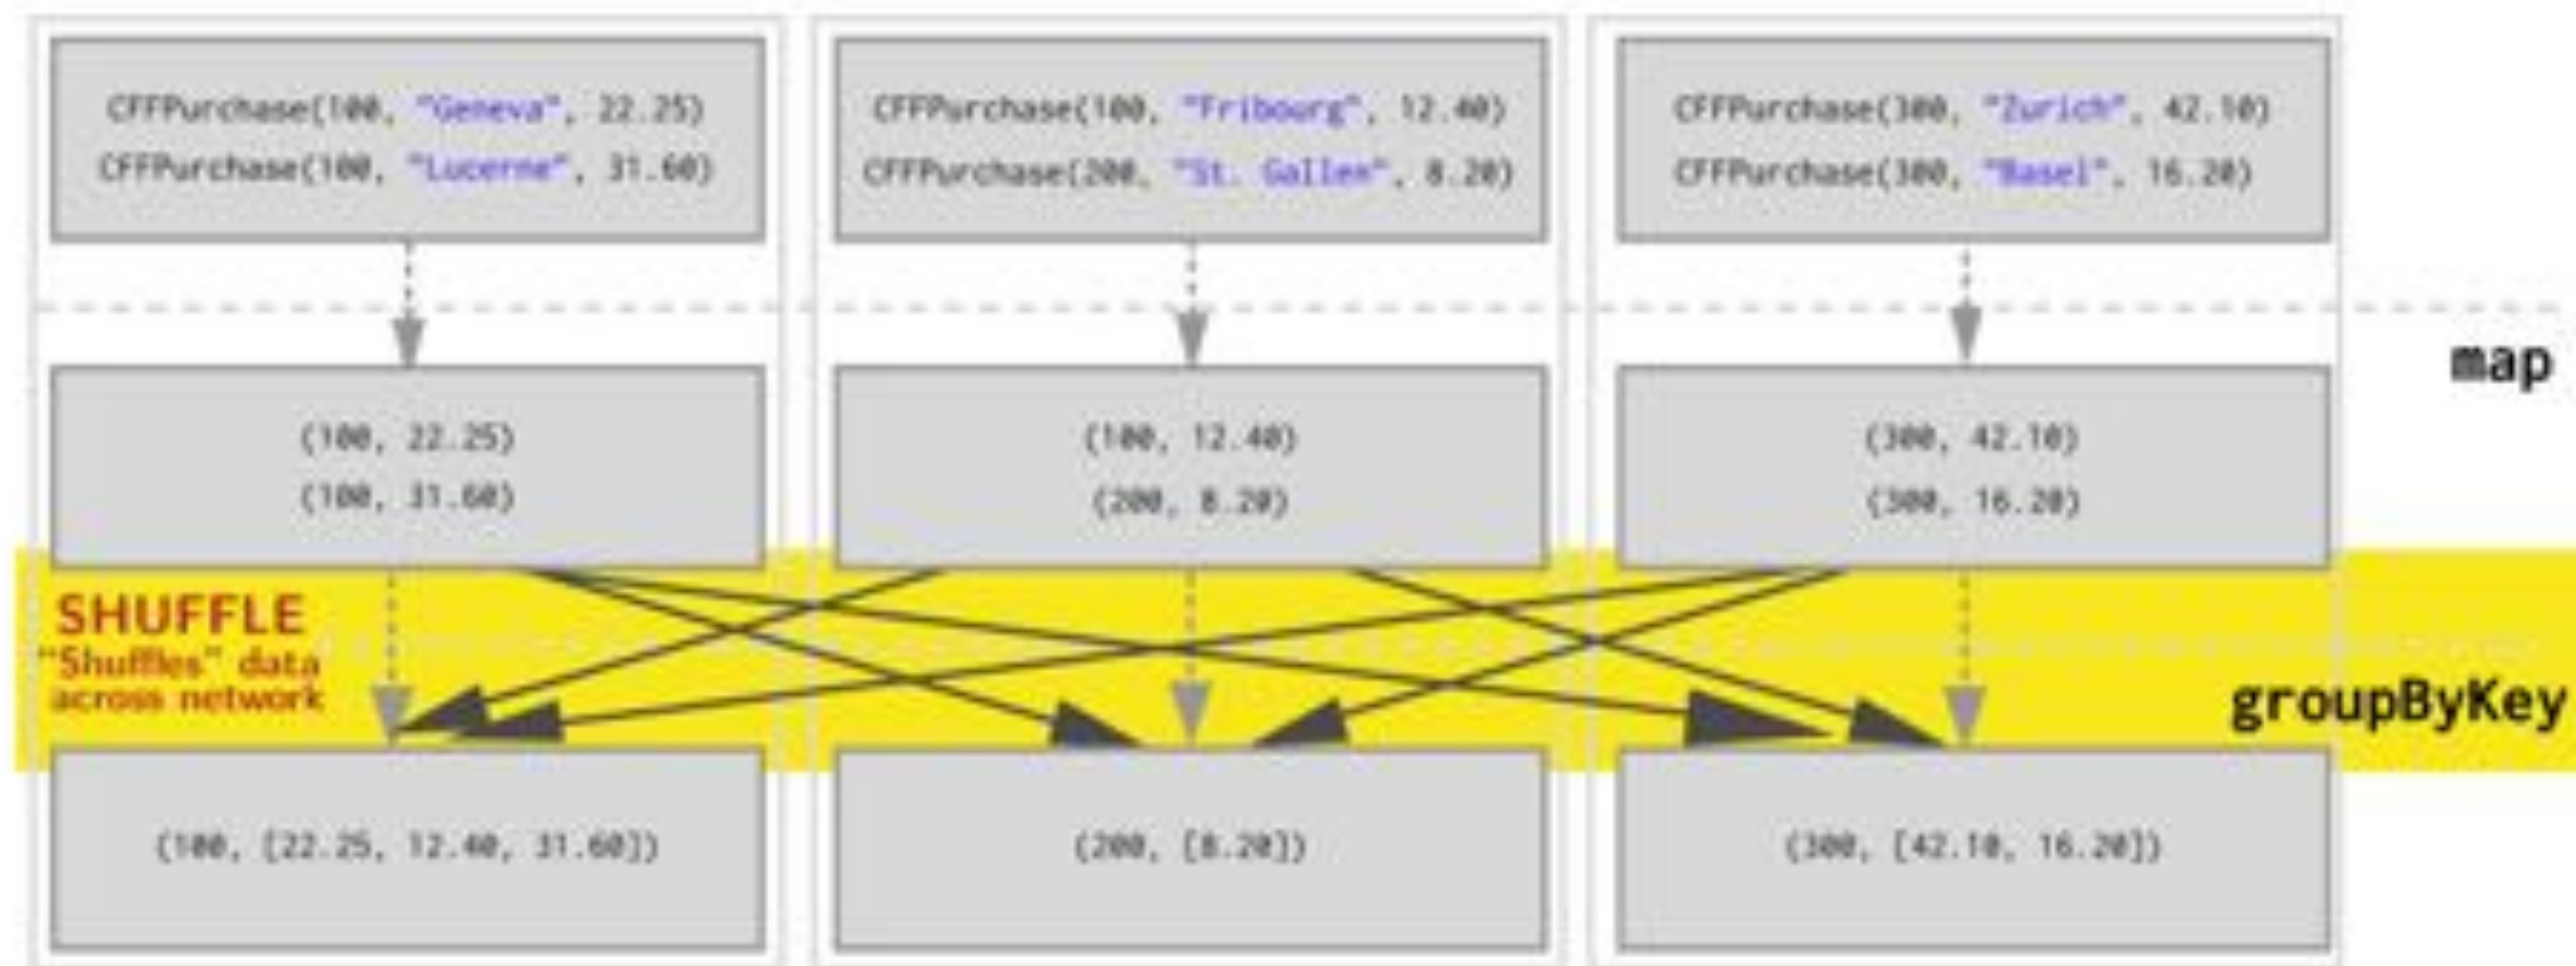 CFFPurchase(100, "Geneva", 22.25)
CFFPurchase(100, "Lucerne", 31.60)
CFFPurchase(100, "Fribourg", 12.40)
CFFPurchase(200, "St. Gallen", 8.20)
CFFPurchase(300, "Zurich", 42.10)
CFFPurchase(300, "Basel", 16.20)
map
(100, 22.25)
(100, 31.60)
(100, 12.40)
(200, 8.20)
(300, 42.10)
(300, 16.20)
SHUFFLE
"Shuffles" data
across network
groupByKey
(100, [22.25, 12.40, 31.60])
(200, [8.20])
(300, [42.10, 16.20])